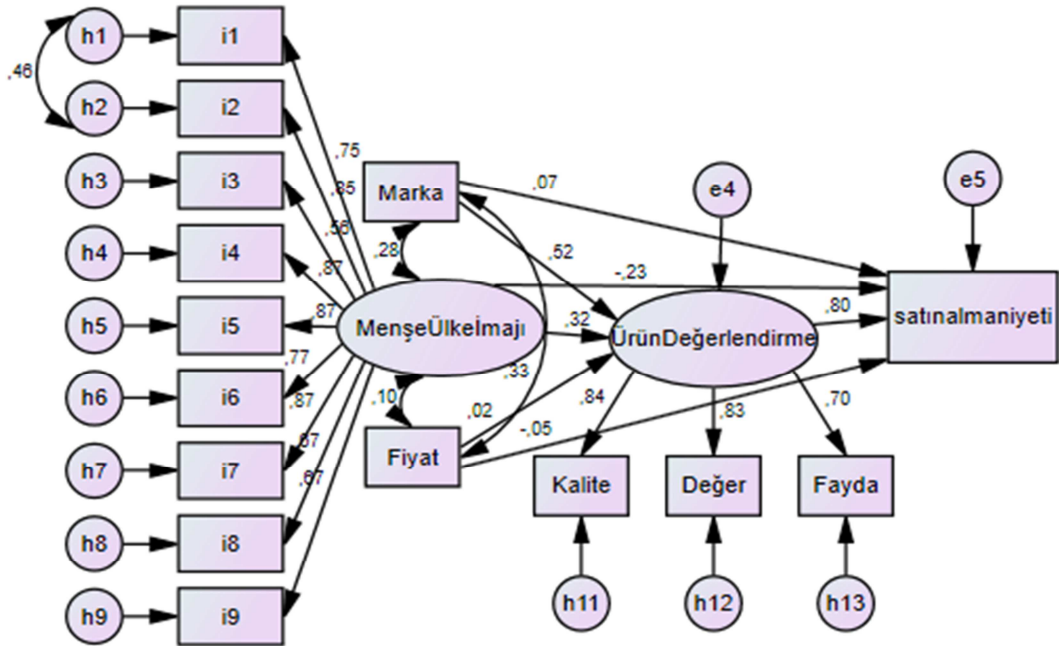 h1
i1
,46
h2
i2
h3
i3
h4
i4
h5
i5
h6
i6
h7
i7
h8
i8
h9
i9
,75
,85
,56
,87
,87
,77
,87
,67
,67
Marka
,28
MenşeÜlkeİmajı
,10
Fiyat
,33
,07
,52
-,23
,32
,02
-,05
e4
ÜrünDeğerlendirme
,80
e5
satınalmaniyeti
,84
,83
,70
Kalite
Değer
Fayda
h11
h12
h13